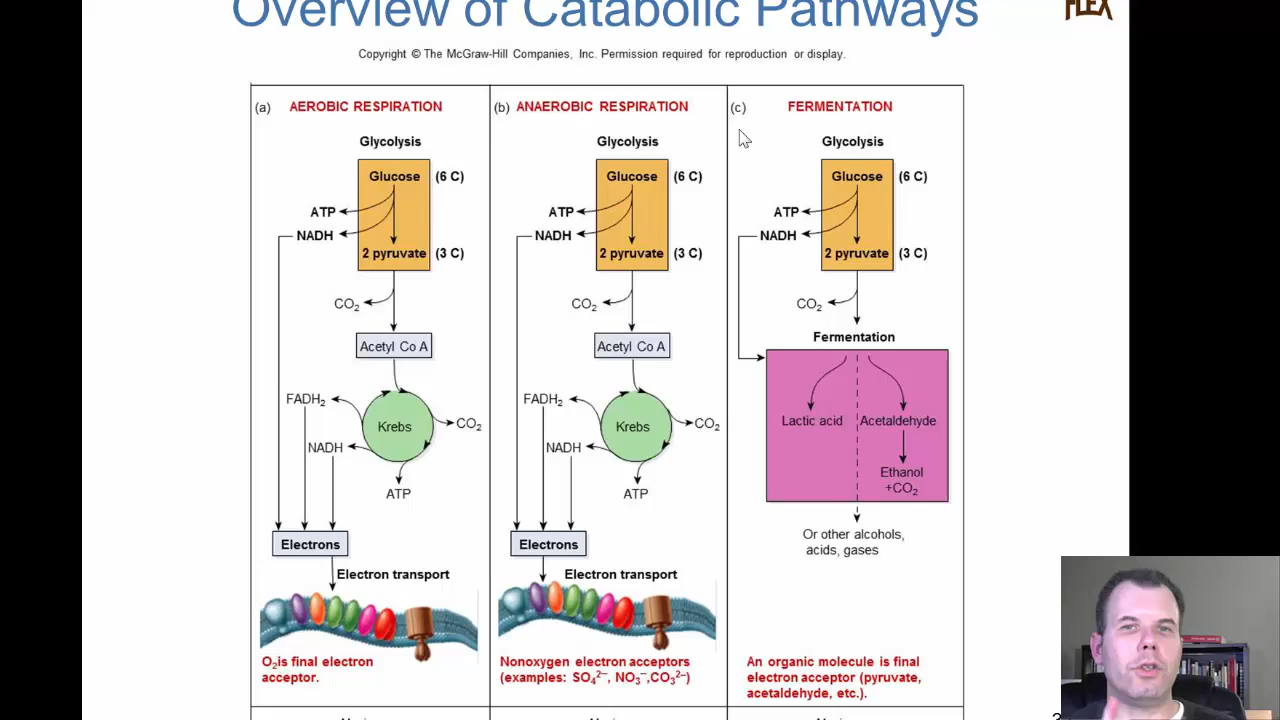 Overview of Catabolic Pathways
FLEX
Copyright © The McGraw-Hill Companies, Inc. Permission required for reproduction or display.
(a) AEROBIC RESPIRATION
Glycolysis
Glucose (6 C)
ATP
NADH
2 pyruvate (3 C)
CO2
Acetyl Co A
FADH2
Krebs
CO2
NADH
ATP
Electrons
Electron transport
O2is final electron
acceptor.
(b) ANAEROBIC RESPIRATION
Glycolysis
Glucose (6 C)
ATP
NADH
2 pyruvate (3 C)
CO2
Acetyl Co A
FADH2
Krebs
CO2
NADH
ATP
Electrons
Electron transport
Nonoxygen electron acceptors
(examples: SO4²⁻, NO3⁻,CO3²⁻)
(c) FERMENTATION
Glycolysis
Glucose (6 C)
ATP
NADH
2 pyruvate (3 C)
CO2
Fermentation
Lactic acid
Acetaldehyde
Ethanol
+CO2
Or other alcohols,
acids, gases
An organic molecule is final
electron acceptor (pyruvate,
acetaldehyde, etc.).